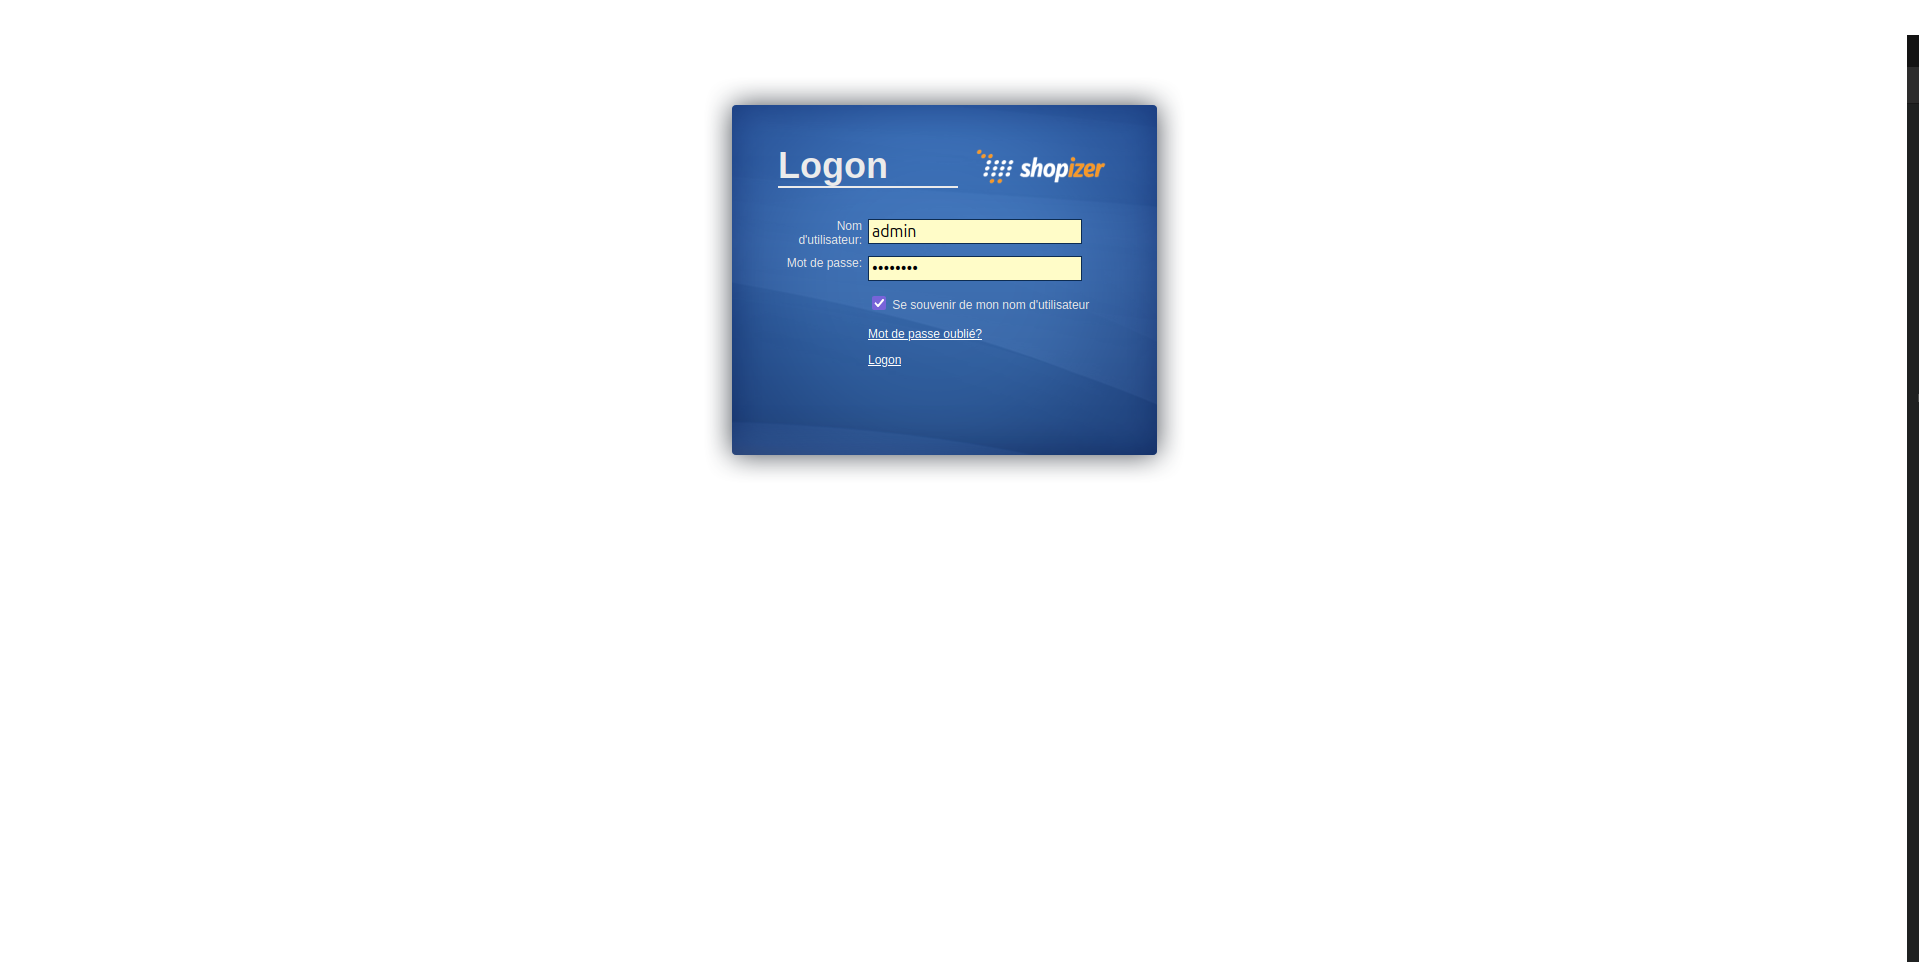 Logon
shopizer
Nom
d'utilisateur:
admin
Mot de passe:
••••••••
Se souvenir de mon nom d'utilisateur
Mot de passe oublié?
Logon